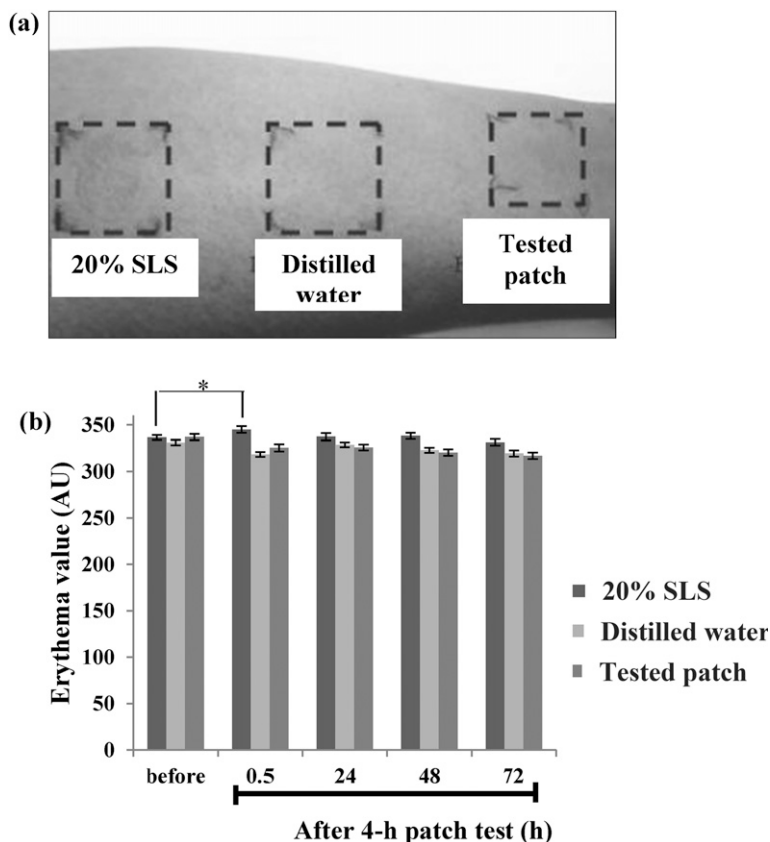 (a)
20% SLS
Distilled
water
Tested
patch
(b)
*
Erythema value (AU)
350
300
250
200
150
100
50
0
before
0.5
24
48
72
After 4-h patch test (h)
20% SLS
Distilled water
Tested patch